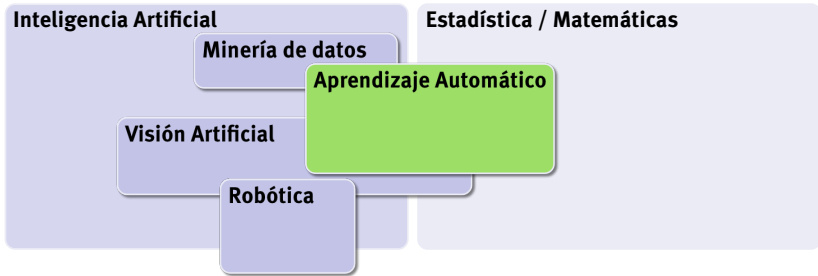 Inteligencia Artificial
Estadística / Matemáticas
Minería de datos
Aprendizaje Automático
Visión Artificial
Robótica